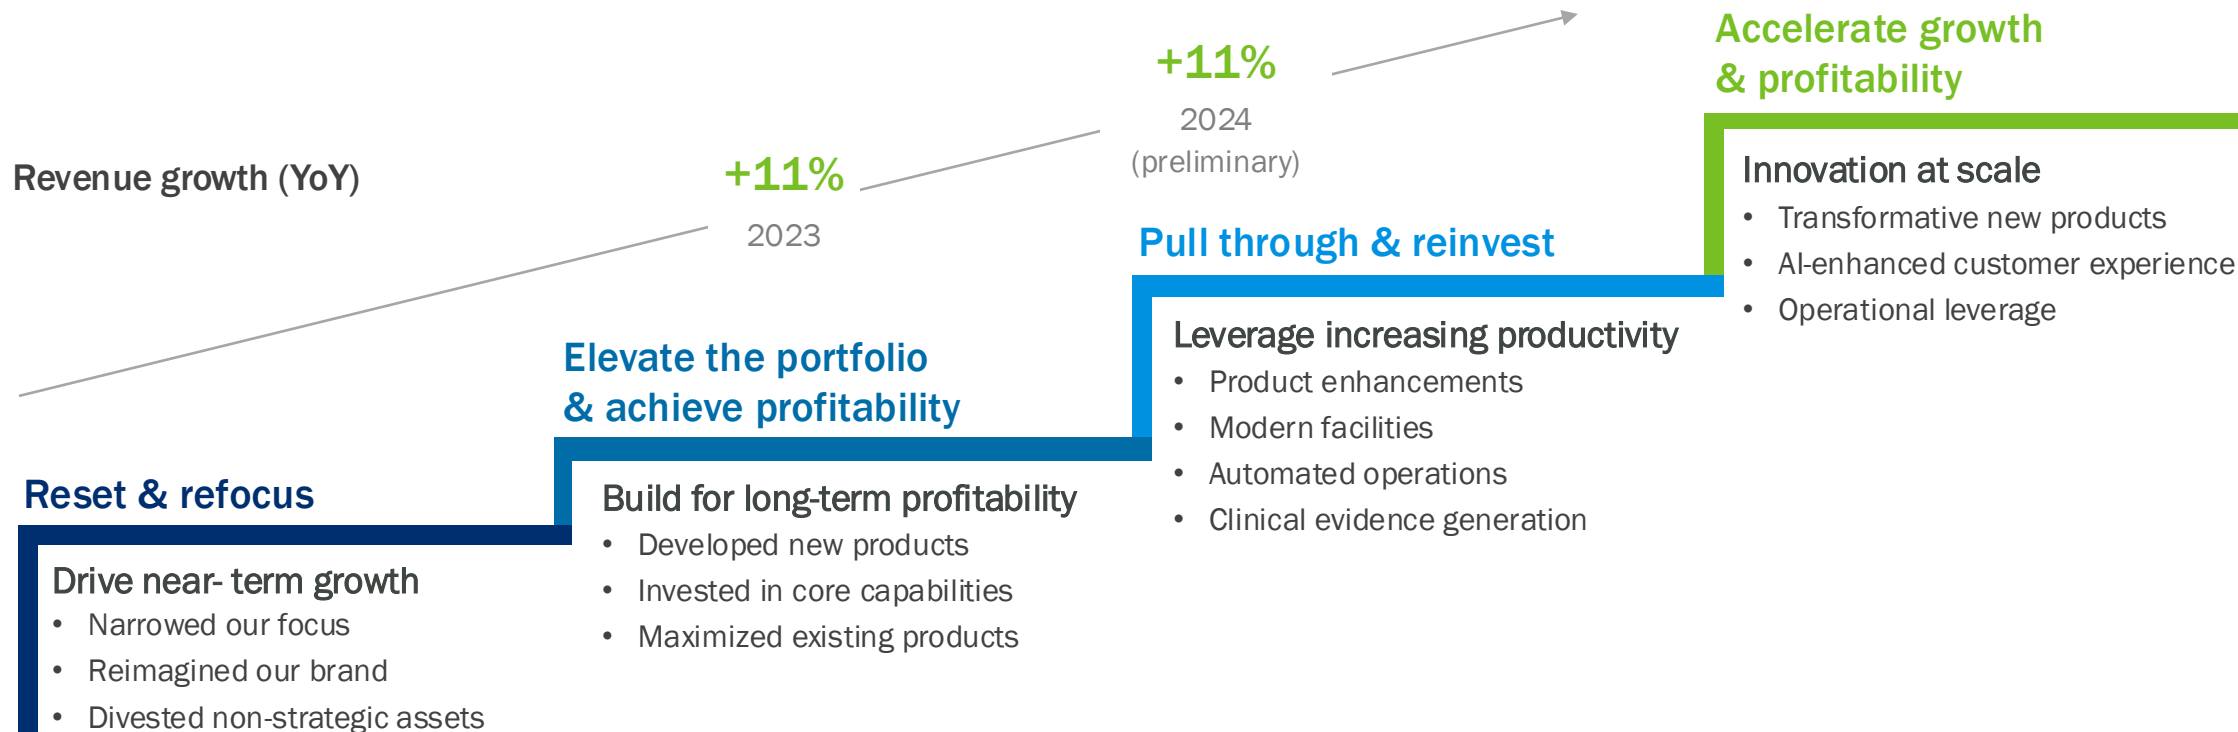 Revenue growth (YoY)
+11%
2023
+11%
2024
(preliminary)
Reset & refocus
Drive near- term growth
• Narrowed our focus
• Reimagined our brand
• Divested non-strategic assets
Elevate the portfolio
& achieve profitability
Build for long-term profitability
• Developed new products
• Invested in core capabilities
• Maximized existing products
Pull through & reinvest
Leverage increasing productivity
• Product enhancements
• Modern facilities
• Automated operations
• Clinical evidence generation
Accelerate growth
& profitability
Innovation at scale
• Transformative new products
• AI-enhanced customer experience
• Operational leverage